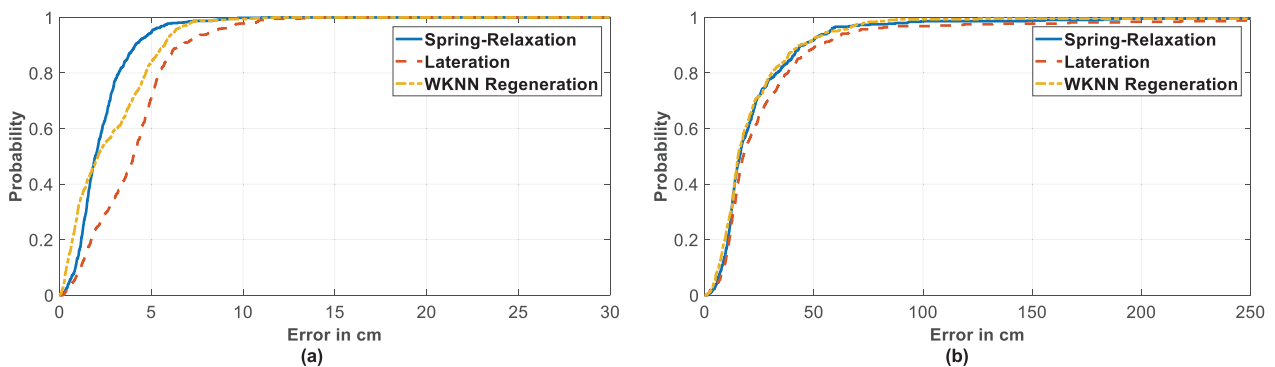 1
0.8
0.6
0.4
0.2
0
Probability
0 5 10 15 20 25 30
Error in cm
(a)
Spring-Relaxation
Lateration
WKNN Regeneration
1
0.8
0.6
0.4
0.2
0
Probability
0 50 100 150 200 250
Error in cm
(b)
Spring-Relaxation
Lateration
WKNN Regeneration